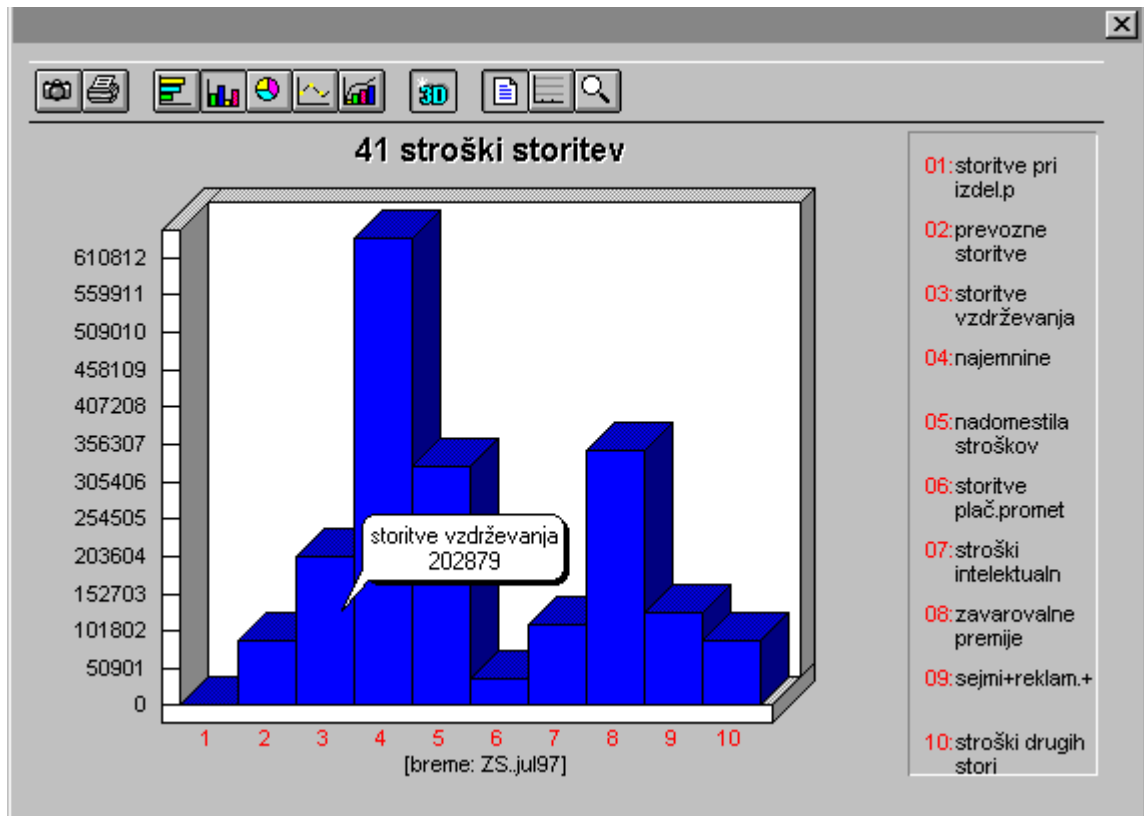 3D
41 stroški storitev
610812
559911
509010
458109
407208
356307
305406
254505
203604
152703
101802
50901
0
storitve vzdrževanja
202879
1 2 3 4 5 6 7 8 9 10
[breme: ZS..jul97]
01:storitve pri
izdel.p
02:prevozne
storitve
03:storitve
vzdrževanja
04:najemnine
05:nadomestila
stroškov
06:storitve
plač.promet
07:stroški
intelektualn
08:zavarovalne
premije
09:sejmi+reklam.+
10:stroški drugih
stori